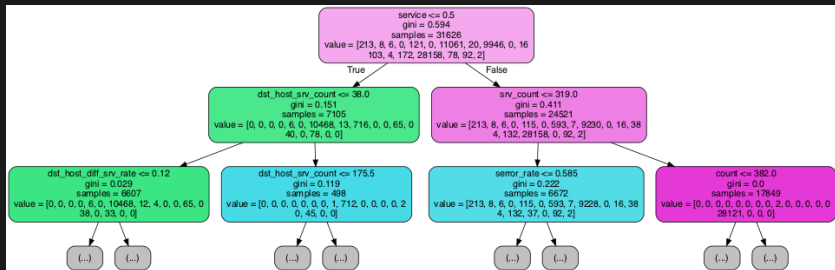 service <= 0.5
gini = 0.594
samples = 31626
value = [213, 8, 6, 0, 121, 0, 11061, 20, 9946, 0, 16
103, 4, 172, 28158, 78, 92, 2]
True
False
dst_host_srv_count <= 38.0
gini = 0.151
samples = 7105
value = [0, 0, 0, 0, 6, 0, 10468, 13, 716, 0, 0, 65, 0
40, 0, 78, 0, 0]
srv_count <= 319.0
gini = 0.411
samples = 24521
value = [213, 8, 6, 0, 115, 0, 593, 7, 9230, 0, 16, 38
4, 132, 28158, 0, 92, 2]
dst_host_diff_srv_rate <= 0.12
gini = 0.029
samples = 6607
value = [0, 0, 0, 0, 6, 0, 10468, 12, 4, 0, 0, 65, 0
38, 0, 33, 0, 0]
dst_host_srv_count <= 175.5
gini = 0.119
samples = 498
value = [0, 0, 0, 0, 0, 0, 0, 1, 712, 0, 0, 0, 0, 2
0, 45, 0, 0]
serror_rate <= 0.585
gini = 0.222
samples = 6672
value = [213, 8, 6, 0, 115, 0, 593, 7, 9228, 0, 16, 38
4, 132, 37, 0, 92, 2]
count <= 382.0
gini = 0.0
samples = 17849
value = [0, 0, 0, 0, 0, 0, 0, 0, 2, 0, 0, 0, 0, 0
28121, 0, 0, 0]
(...)
(...)
(...)
(...)
(...)
(...)
(...)
(...)